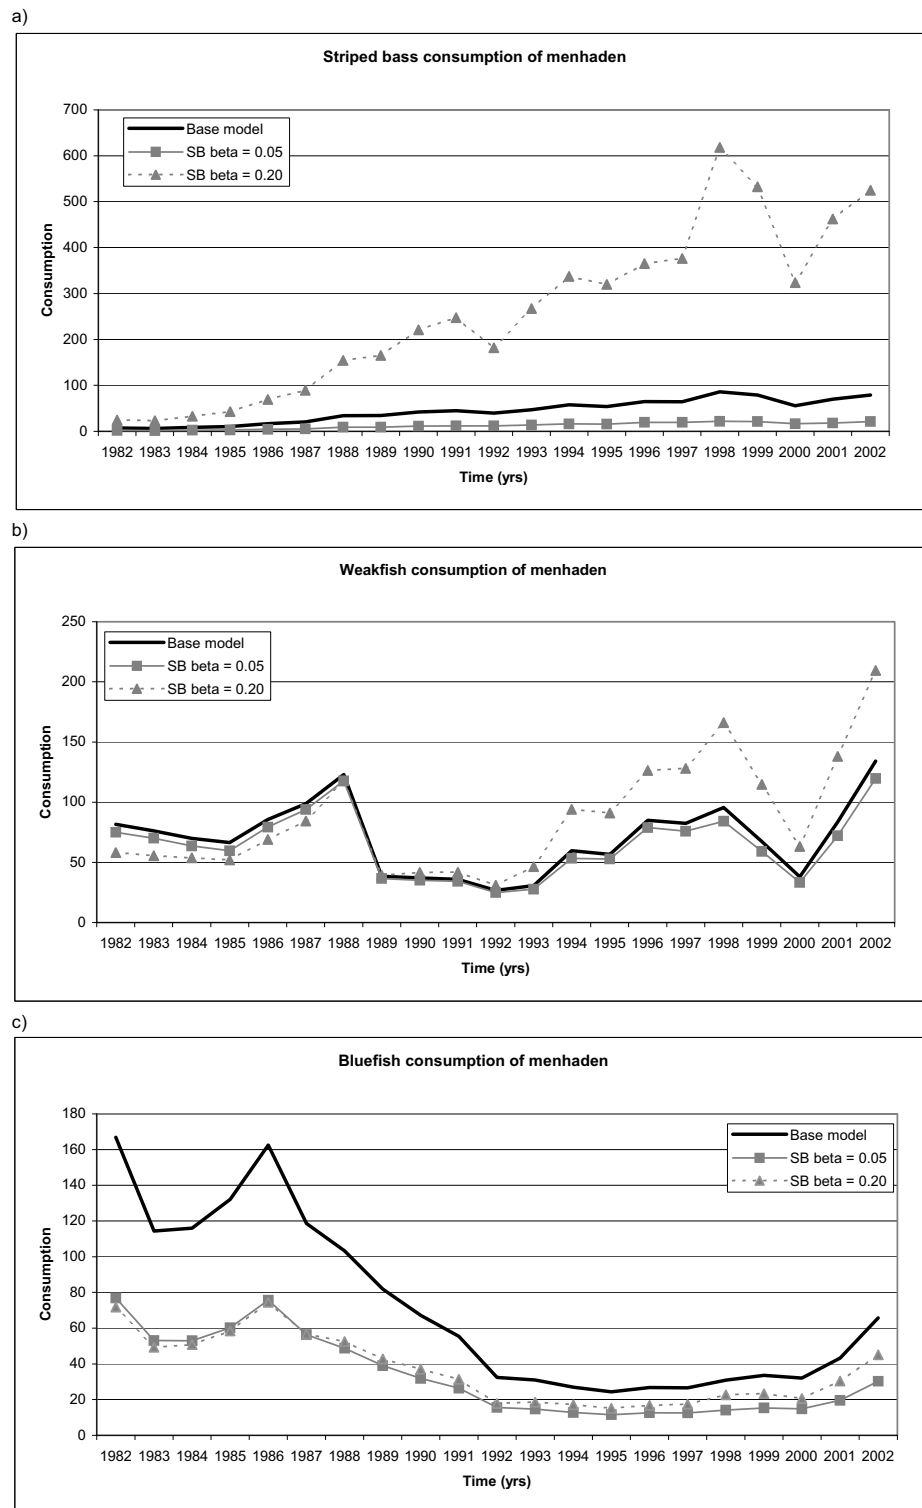 a)
Striped bass consumption of menhaden
700
600
500
400
300
200
100
0
Consumption
Base model
SB beta = 0.05
SB beta = 0.20
1982 1983 1984 1985 1986 1987 1988 1989 1990 1991 1992 1993 1994 1995 1996 1997 1998 1999 2000 2001 2002
Time (yrs)
b)
Weakfish consumption of menhaden
250
200
150
100
50
0
Consumption
Base model
SB beta = 0.05
SB beta = 0.20
1982 1983 1984 1985 1986 1987 1988 1989 1990 1991 1992 1993 1994 1995 1996 1997 1998 1999 2000 2001 2002
Time (yrs)
c)
Bluefish consumption of menhaden
180
160
140
120
100
80
60
40
20
0
Consumption
Base model
SB beta = 0.05
SB beta = 0.20
1982 1983 1984 1985 1986 1987 1988 1989 1990 1991 1992 1993 1994 1995 1996 1997 1998 1999 2000 2001 2002
Time (yrs)